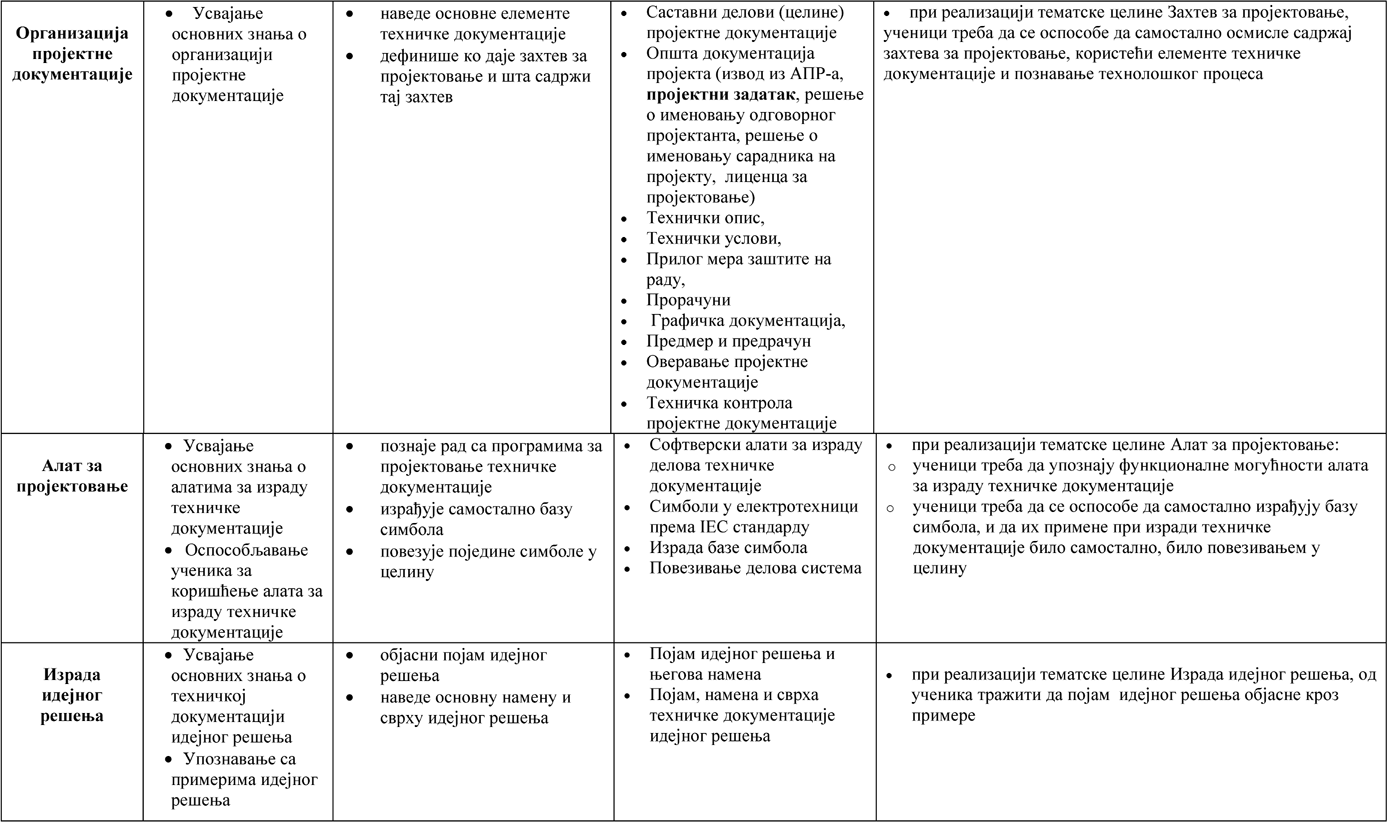 Организација
пројектне
документације
• Усвајање
основних знања о
организацији
пројектне
документације
• наведе основне елементе
техничке документације
• дефинише ко даје захтев за
пројектовање и шта садржи
тај захтев
• Саставни делови (целине)
пројектне документације
• Општа документација
пројекта (извод из АПР-а,
пројектни задатак, решење
о именовању одговорног
пројектанта, решење о
именовању сарадника на
пројекту, лиценца за
пројектовање)
• Технички опис,
• Технички услови,
• Прилог мера заштите на
раду,
• Прорачуни
• Графичка документација,
• Предмер и предрачун
• Оверавање пројектне
документације
• Техничка контрола
пројектне документације
• при реализацији тематске целине Захтев за пројектовање,
ученици треба да се оспособе да самостално осмисле садржај
захтева за пројектовање, користећи елементе техничке
документације и познавање технолошког процеса
Алат за
пројектовање
• Усвајање
основних знања о
алатима за израду
техничке
документације
• Оспособљавање
ученика за
коришћење алата за
израду техничке
документације
• познаје рад са програмима за
пројектовање техничке
документације
• израђује самостално базу
симбола
• повезује поједине симболе у
целину
• Софтверски алати за израду
делова техничке
документације
• Симболи у електротехници
према IEC стандарду
• Израда базе симбола
• Повезивање делова система
• при реализацији тематске целине Алат за пројектовање:
o ученици треба да упознају функционалне могућности алата
за израду техничке документације
o ученици треба да се оспособе да самостално израђују базу
симбола, и да их примене при изради техничке
документације било самостално, било повезивањем у
целину
Израда
идејног
решења
• Усвајање
основних знања о
техничкој
документацији
идејног решења
• Упознавање са
примерима идејног
решења
• објасни појам идејног
решења
• наведе основну намену и
сврху идејног решења
• Појам идејног решења и
његова намена
• Појам, намена и сврха
техничке документације
идејног решења
• при реализацији тематске целине Израда идејног решења, од
ученика тражити да појам идејног решења објасне кроз
примере